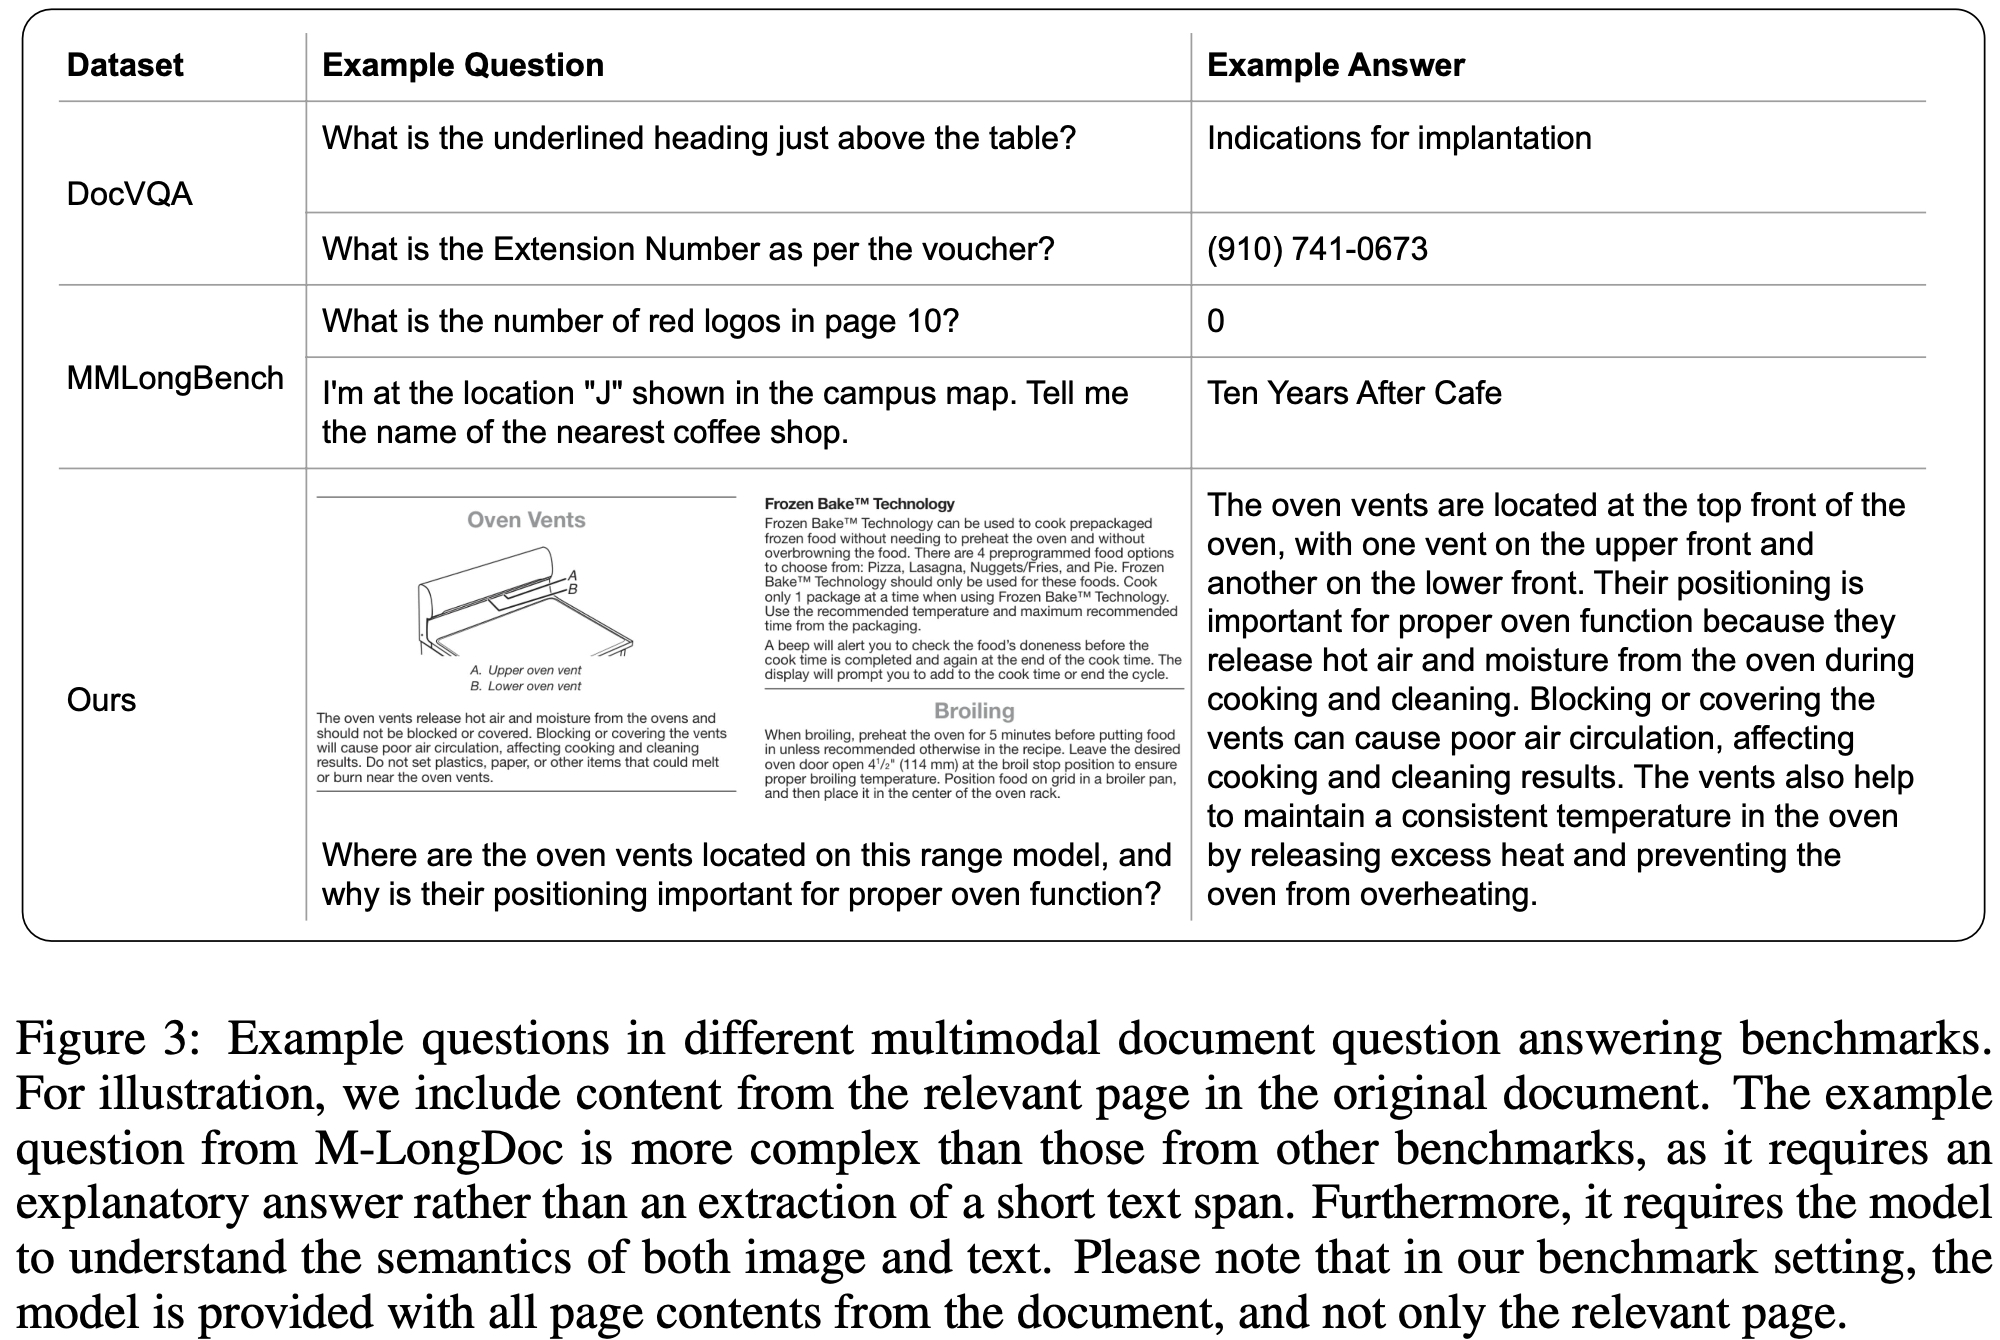 Dataset
Example Question
Example Answer
DocVQA
What is the underlined heading just above the table?
Indications for implantation
What is the Extension Number as per the voucher?
(910) 741-0673
MMLongBench
What is the number of red logos in page 10?
0
I'm at the location "J" shown in the campus map. Tell me
the name of the nearest coffee shop.
Ten Years After Cafe
Ours
Oven Vents
A
B
A. Upper oven vent
B. Lower oven vent
The oven vents release hot air and moisture from the ovens and
should not be blocked or covered. Blocking or covering the vents
will cause poor air circulation, affecting cooking and cleaning
results. Do not set plastics, paper, or other items that could melt
or burn near the oven vents.
Frozen Bake™ Technology
Frozen Bake™ Technology can be used to cook prepackaged
frozen food without needing to preheat the oven and without
overbrowning the food. There are 4 preprogrammed food options
to choose from: Pizza, Lasagna, Nuggets/Fries, and Pie. Frozen
Bake™ Technology should only be used for these foods. Cook
only 1 package at a time when using Frozen Bake™ Technology.
Use the recommended temperature and maximum recommended
time from the packaging.
A beep will alert you to check the food's doneness before the
cook time is completed and again at the end of the cook time. The
display will prompt you to add to the cook time or end the cycle.
Broiling
When broiling, preheat the oven for 5 minutes before putting food
in unless recommended otherwise in the recipe. Leave the desired
oven door open 4¹/₂" (114 mm) at the broil stop position to ensure
proper broiling temperature. Position food on grid in a broiler pan,
and then place it in the center of the oven rack.
Where are the oven vents located on this range model, and
why is their positioning important for proper oven function?
The oven vents are located at the top front of the
oven, with one vent on the upper front and
another on the lower front. Their positioning is
important for proper oven function because they
release hot air and moisture from the oven during
cooking and cleaning. Blocking or covering the
vents can cause poor air circulation, affecting
cooking and cleaning results. The vents also help
to maintain a consistent temperature in the oven
by releasing excess heat and preventing the
oven from overheating.
Figure 3: Example questions in different multimodal document question answering benchmarks.
For illustration, we include content from the relevant page in the original document. The example
question from M-LongDoc is more complex than those from other benchmarks, as it requires an
explanatory answer rather than an extraction of a short text span. Furthermore, it requires the model
to understand the semantics of both image and text. Please note that in our benchmark setting, the
model is provided with all page contents from the document, and not only the relevant page.